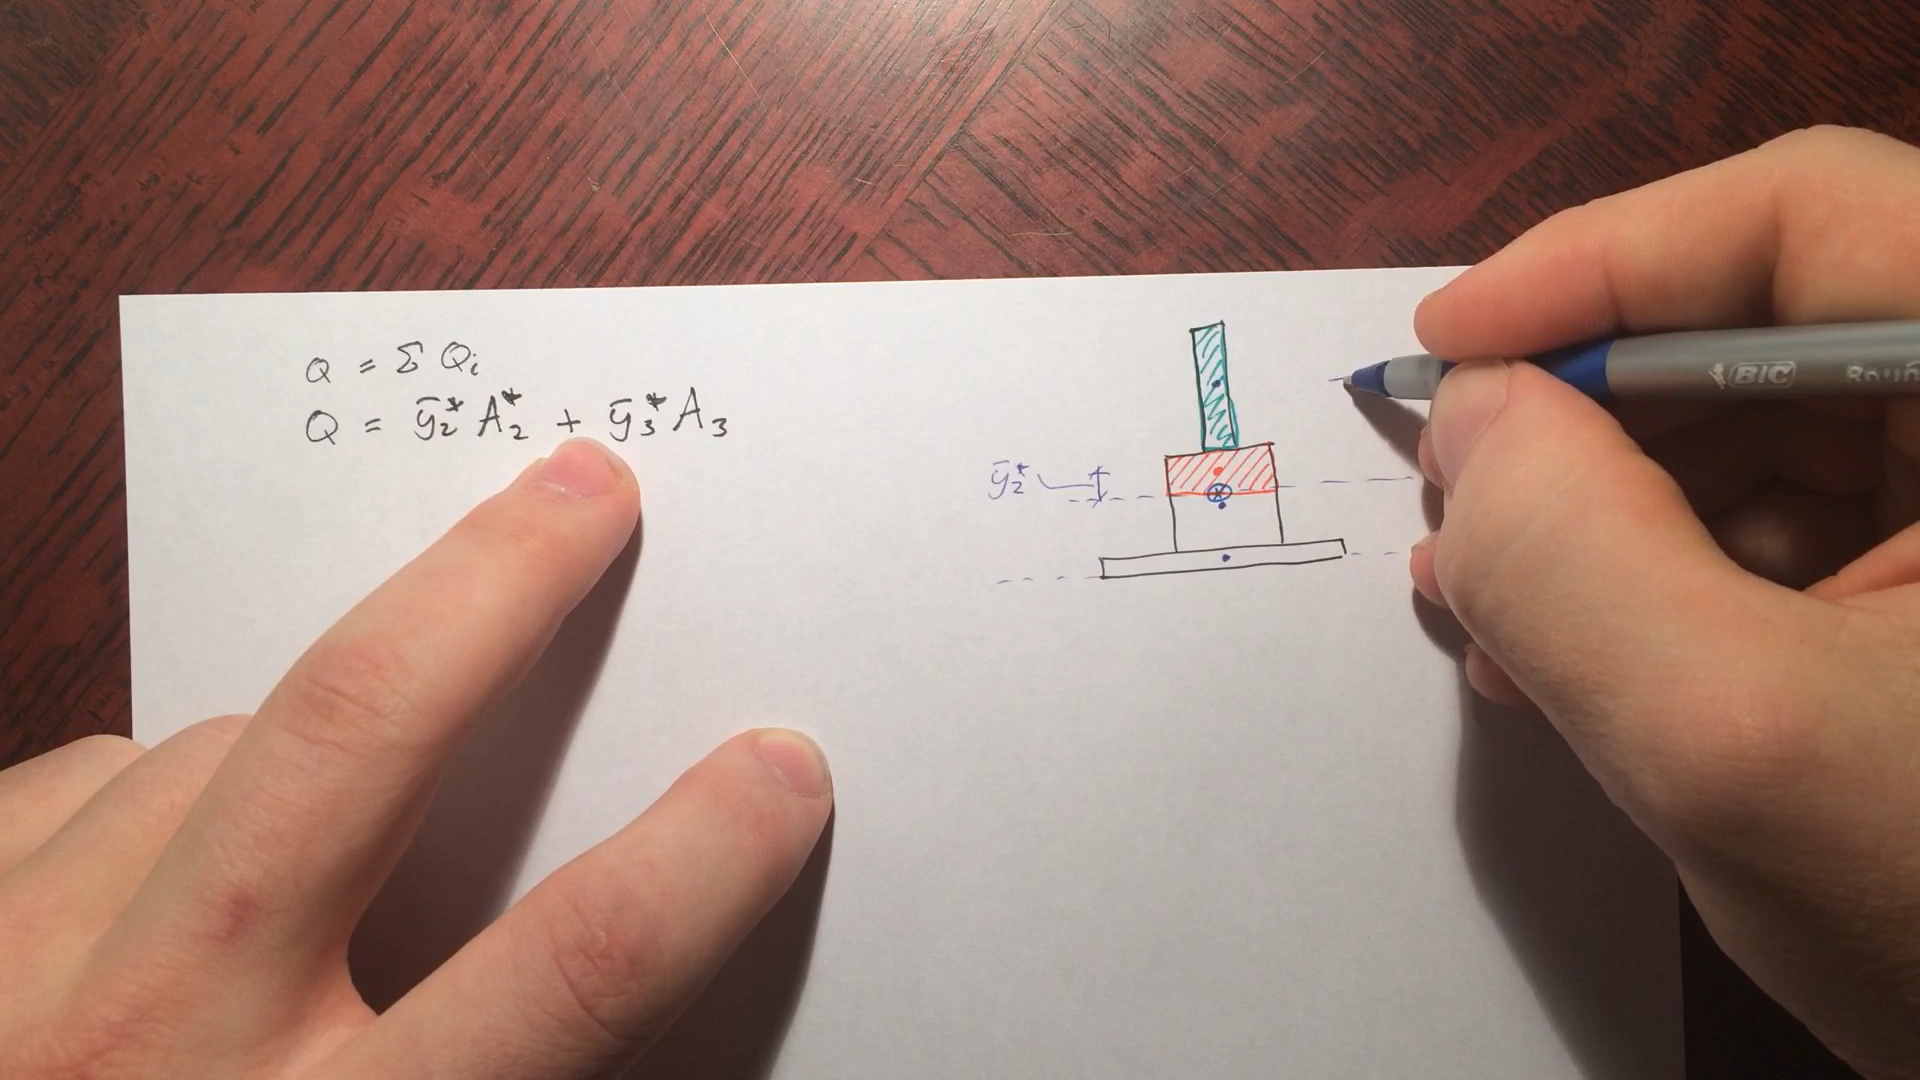 Q = Σ Qᵢ
Q = ȳ₂* A₂* + ȳ₃* A₃
ȳ₂*
BIC